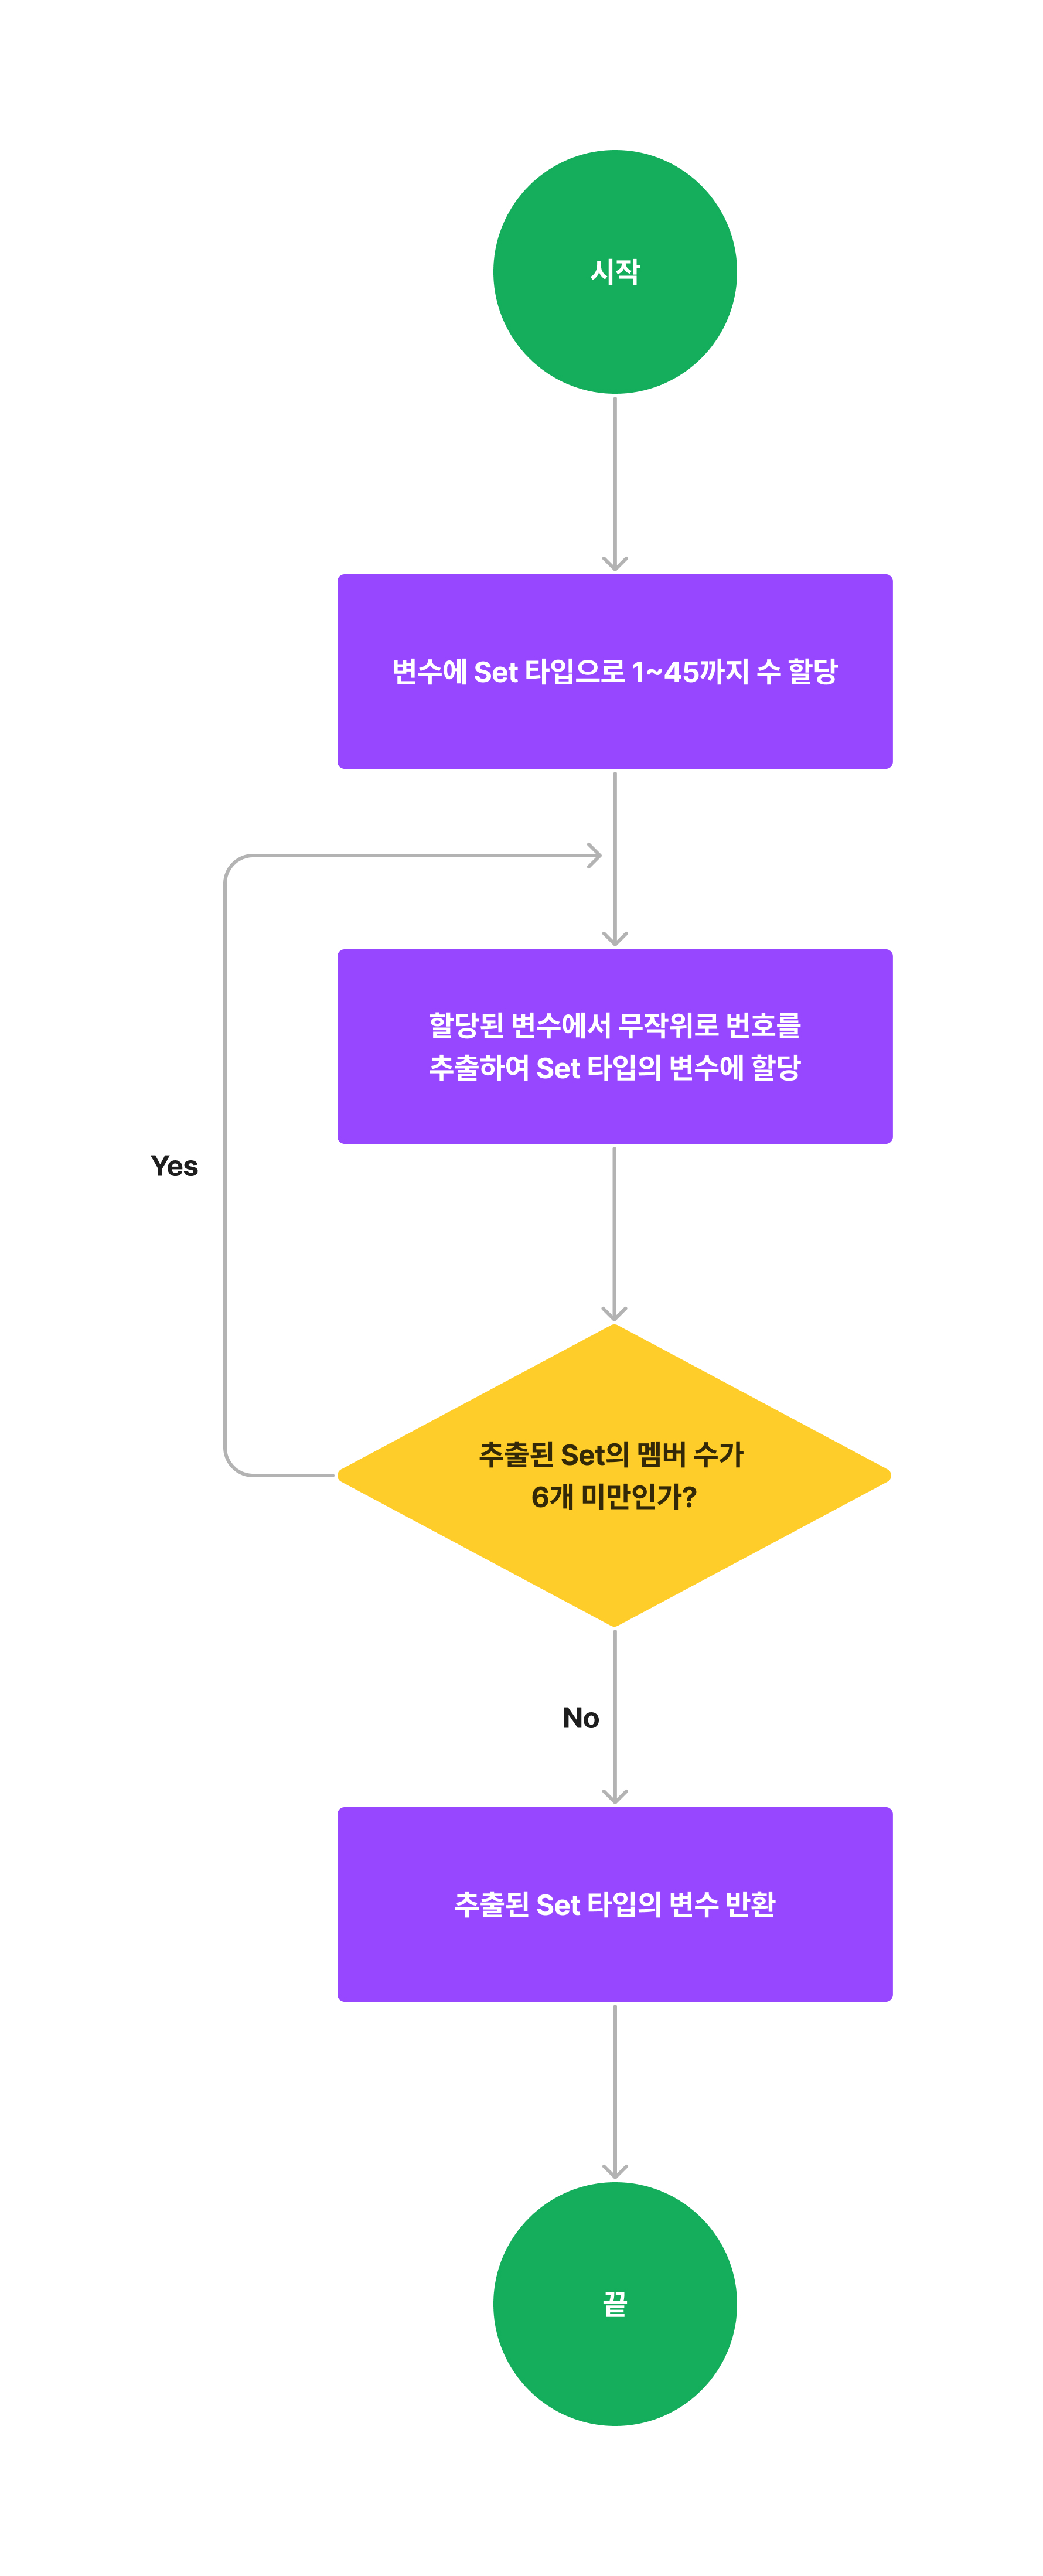 시작
변수에 Set 타입으로 1~45까지 수 할당
할당된 변수에서 무작위로 번호를
추출하여 Set 타입의 변수에 할당
Yes
추출된 Set의 멤버 수가
6개 미만인가?
No
추출된 Set 타입의 변수 반환
끝